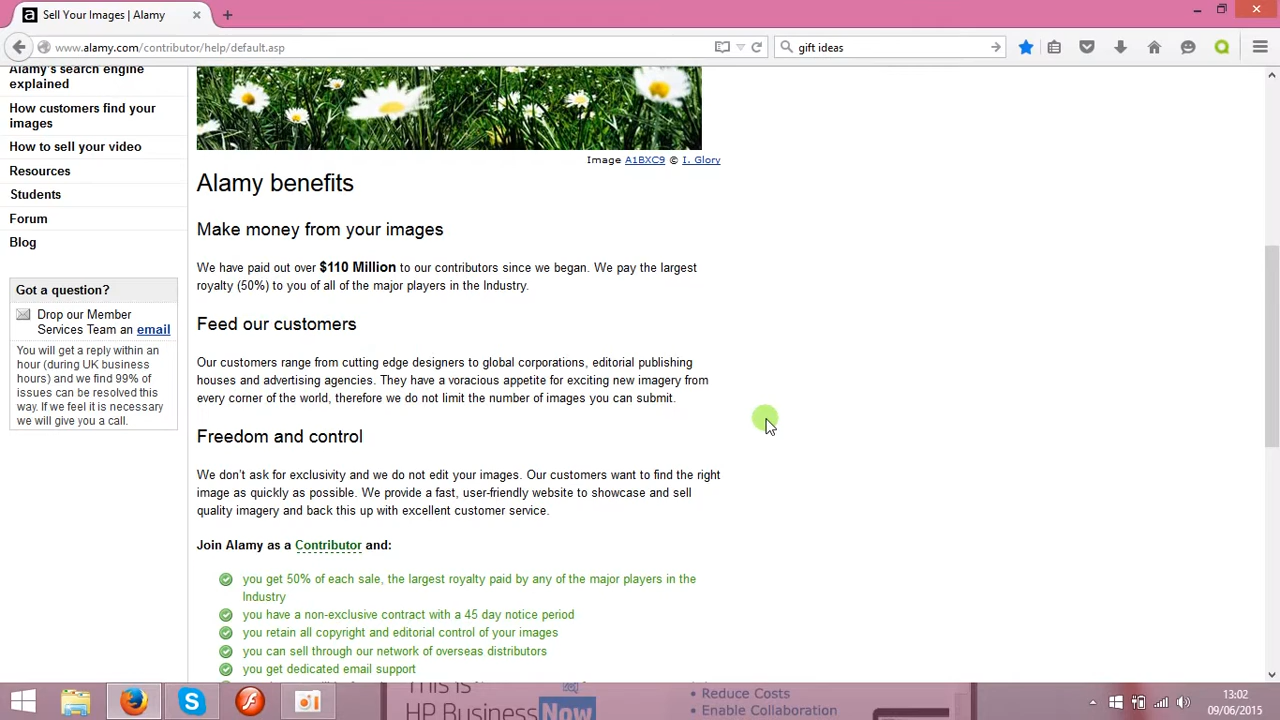 Sell Your Images | Alamy
www.alamy.com/contributor/help/default.asp
gift ideas
Alamy's search engine
explained
How customers find your
images
How to sell your video
Resources
Students
Forum
Blog
Got a question?
Drop our Member
Services Team an email
You will get a reply within an
hour (during UK business
hours) and we find 99% of
issues can be resolved this
way. If we feel it is necessary
we will give you a call.
Image A1BXC9 © I. Glory
Alamy benefits
Make money from your images
We have paid out over $110 Million to our contributors since we began. We pay the largest
royalty (50%) to you of all of the major players in the Industry.
Feed our customers
Our customers range from cutting edge designers to global corporations, editorial publishing
houses and advertising agencies. They have a voracious appetite for exciting new imagery from
every corner of the world, therefore we do not limit the number of images you can submit.
Freedom and control
We don't ask for exclusivity and we do not edit your images. Our customers want to find the right
image as quickly as possible. We provide a fast, user-friendly website to showcase and sell
quality imagery and back this up with excellent customer service.
Join Alamy as a Contributor and:
you get 50% of each sale, the largest royalty paid by any of the major players in the
Industry
you have a non-exclusive contract with a 45 day notice period
you retain all copyright and editorial control of your images
you can sell through our network of overseas distributors
you get dedicated email support
This is
HP BusinessNow
• Reduce Costs
• Enable Collaboration
13:02
09/06/2015